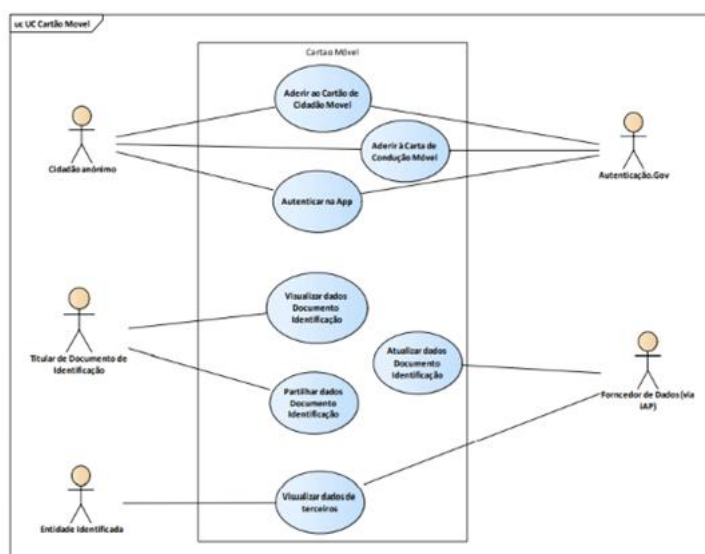 uc UC Cartão Movel
Cartão Móvel
Aderir ao Cartão de
Cidadão Movel
Aderir à Carta de
Condução Móvel
Cidadão anónimo
Autenticação.Gov
Autenticar na App
Visualizar dados
Documento
Identificação
Titular de Documento de
Identificação
Atualizar dados
Documento
Identificação
Partilhar dados
Documento
Identificação
Forncedor de Dados (via
iAP)
Visualizar dados de
terceiros
Entidade Identificada